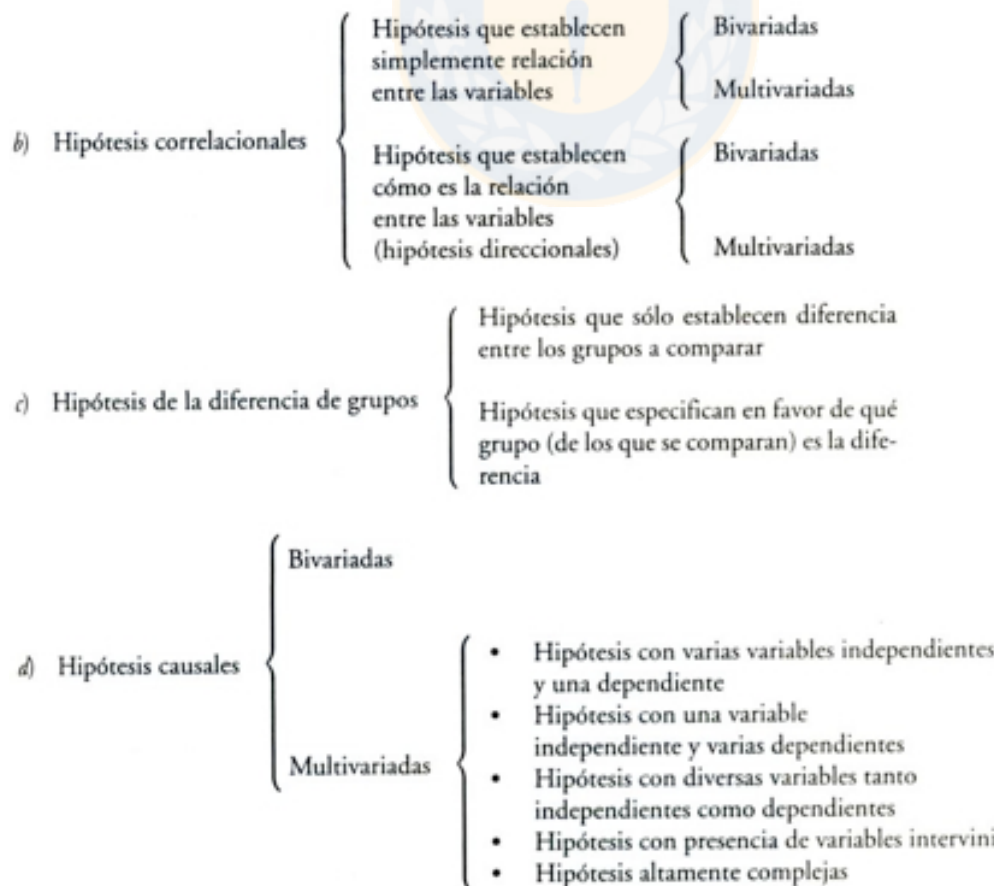 Hipótesis que establecen
simplemente relación
entre las variables
Bivariadas
Multivariadas
b) Hipótesis correlacionales
Hipótesis que establecen
cómo es la relación
entre las variables
(hipótesis direccionales)
Bivariadas
Multivariadas
c) Hipótesis de la diferencia de grupos
Hipótesis que sólo establecen diferencia
entre los grupos a comparar
Hipótesis que especifican en favor de qué
grupo (de los que se comparan) es la dife-
rencia
d) Hipótesis causales
Bivariadas
Multivariadas
• Hipótesis con varias variables independientes
y una dependiente
• Hipótesis con una variable
independiente y varias dependientes
• Hipótesis con diversas variables tanto
independientes como dependientes
• Hipótesis con presencia de variables
• Hipótesis altamente complejas